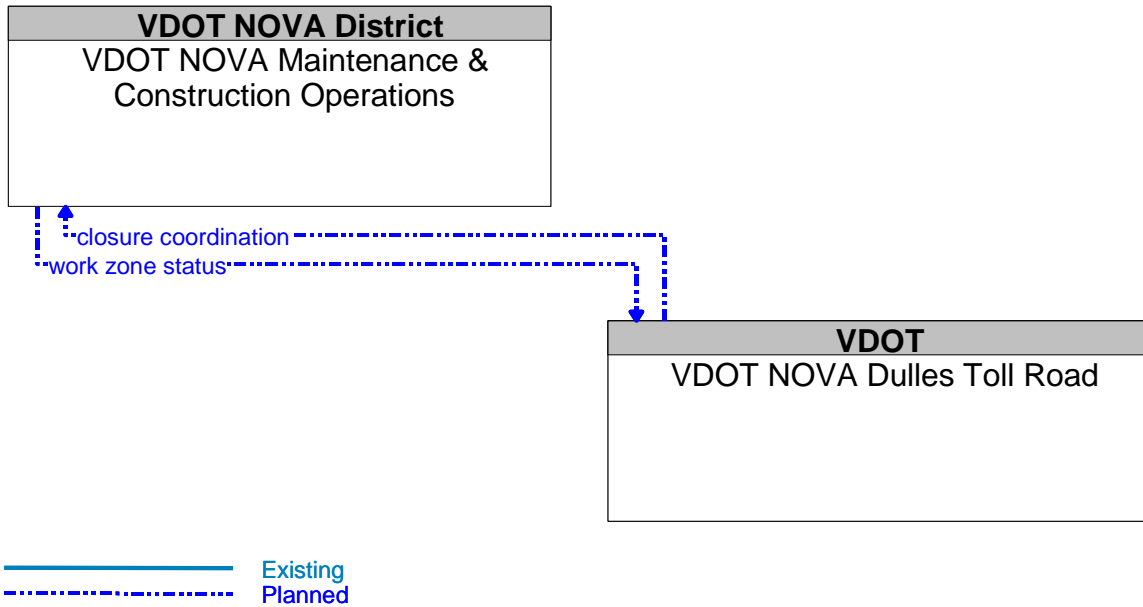 VDOT NOVA District
VDOT NOVA Maintenance &
Construction Operations
closure coordination
work zone status
VDOT
VDOT NOVA Dulles Toll Road
Existing
Planned